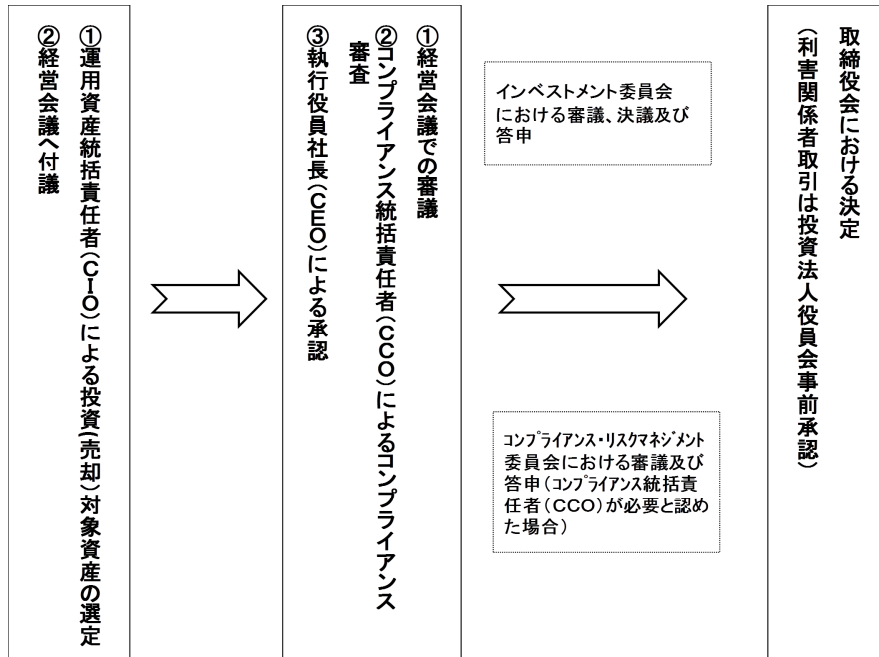 ①運用資産統括責任者(CIO)による投資(売却)対象資産の選定
②経営会議へ付議
①経営会議での審議
②コンプライアンス統括責任者(CCO)によるコンプライアンス
審査
③執行役員社長(CEO)による承認
インベストメント委員会
における審議、決議及び
答申
コンプライアンス・リスクマネジメント
委員会における審議及び
答申(コンプライアンス統括責
任者(CCO)が必要と認め
た場合)
取締役会における決定
(利害関係者取引は投資法人役員会事前承認)